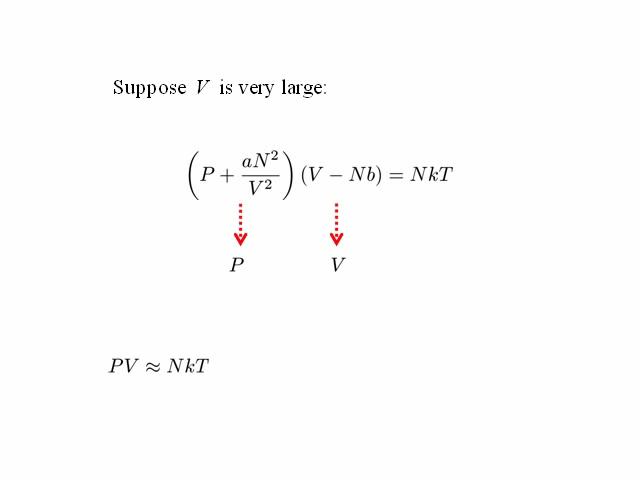 Suppose V is very large:
(P + aN²/V²)(V − Nb) = NkT
P V
PV ≈ NkT